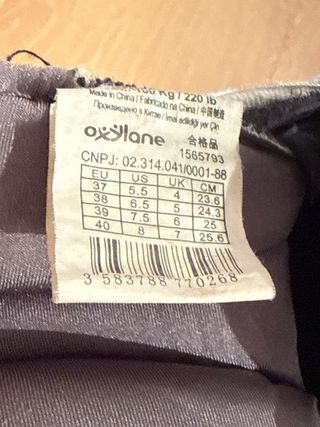 100 Kg / 220 lb
Made in China / Fabricado na China / 中国制造
Произведено в Китае / İmal edildiği yer Çin
oxylane 合格品
1565793
CNPJ: 02.314.041/0001-88
EU US UK CM
37 5.5 4 23.6
38 6.5 5 24.3
39 7.5 6 25
40 8 7 25.6
3 583788 770268